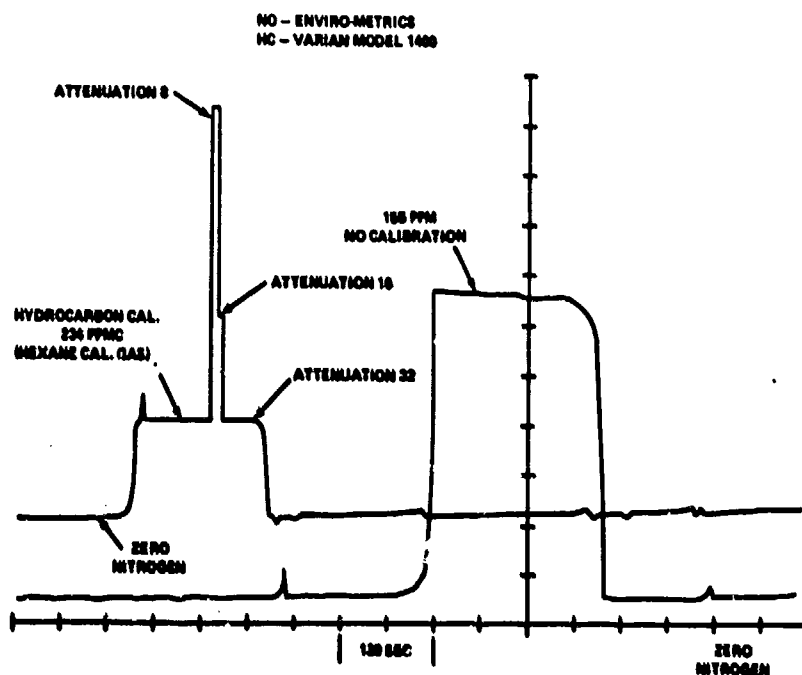 NO – ENVIRO-METRICS
HC – VARIAN MODEL 1400
ATTENUATION 8
155 PPM
NO CALIBRATION
ATTENUATION 16
HYDROCARBON CAL.
234 PPMC
(HEXANE CAL. GAS)
ATTENUATION 32
ZERO
NITROGEN
120 SEC
ZERO
NITROGEN